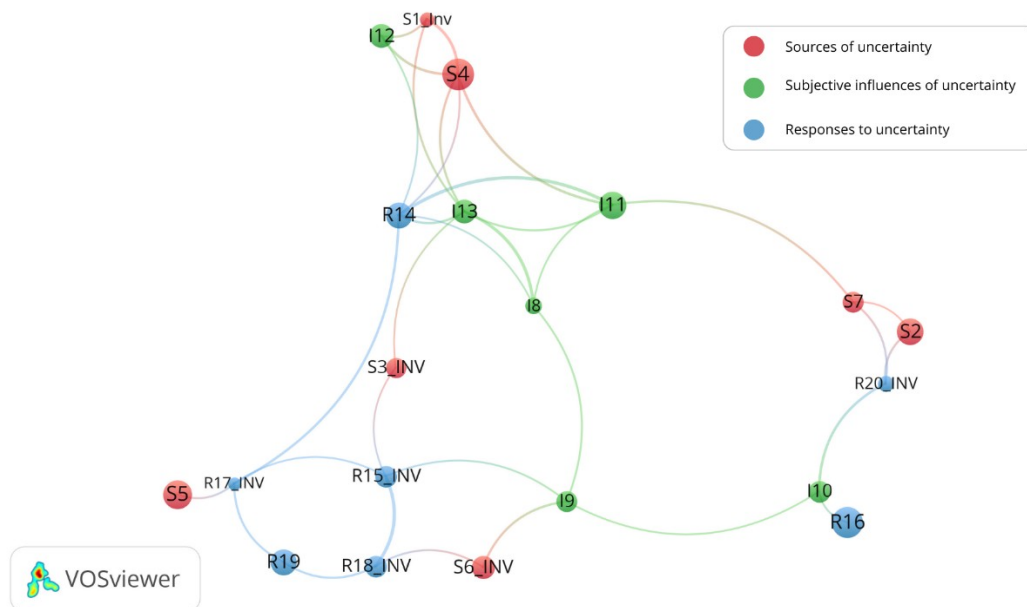 S1_Inv
I12
S4
Sources of uncertainty
Subjective influences of uncertainty
Responses to uncertainty
R14
I13
I11
I8
S7
S2
S3_INV
R20_INV
R17_INV
R15_INV
S5
I9
I10
R16
R19
R18_INV
S6_INV
VOSviewer